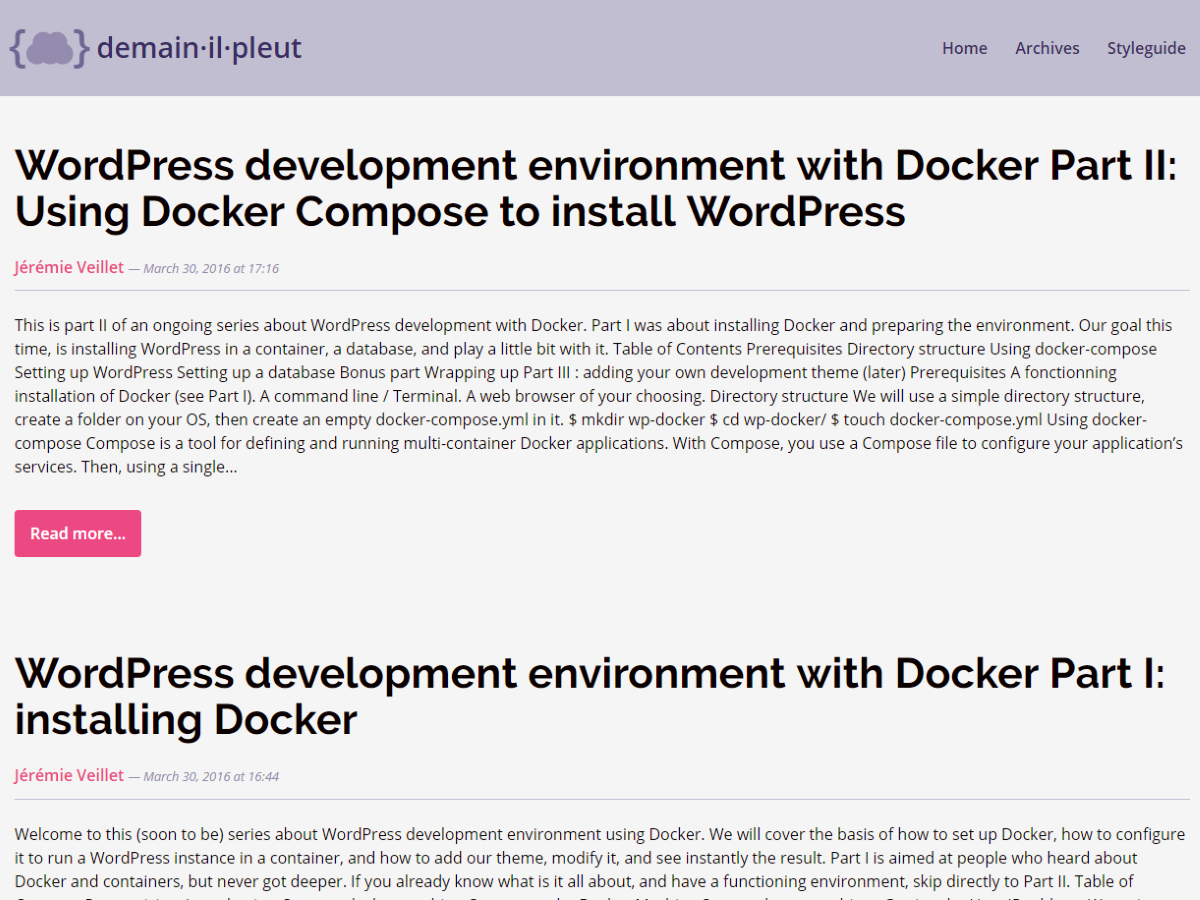 demain·il·pleut
Home Archives Styleguide
WordPress development environment with Docker Part II:
Using Docker Compose to install WordPress
Jérémie Veillet — March 30, 2016 at 17:16
This is part II of an ongoing series about WordPress development with Docker. Part I was about installing Docker and preparing the environment. Our goal this
time, is installing WordPress in a container, a database, and play a little bit with it. Table of Contents Prerequisites Directory structure Using docker-compose
Setting up WordPress Setting up a database Bonus part Wrapping up Part III : adding your own development theme (later) Prerequisites A fonctionning
installation of Docker (see Part I). A command line / Terminal. A web browser of your choosing. Directory structure We will use a simple directory structure,
create a folder on your OS, then create an empty docker-compose.yml in it. $ mkdir wp-docker $ cd wp-docker/ $ touch docker-compose.yml Using docker-
compose Compose is a tool for defining and running multi-container Docker applications. With Compose, you use a Compose file to configure your application’s
services. Then, using a single…
Read more...
WordPress development environment with Docker Part I:
installing Docker
Jérémie Veillet — March 30, 2016 at 16:44
Welcome to this (soon to be) series about WordPress development environment using Docker. We will cover the basis of how to set up Docker, how to configure
it to run a WordPress instance in a container, and how to add our theme, modify it, and see instantly the result. Part I is aimed at people who heard about
Docker and containers, but never got deeper. If you already know what is it all about, and have a functioning environment, skip directly to Part II. Table of